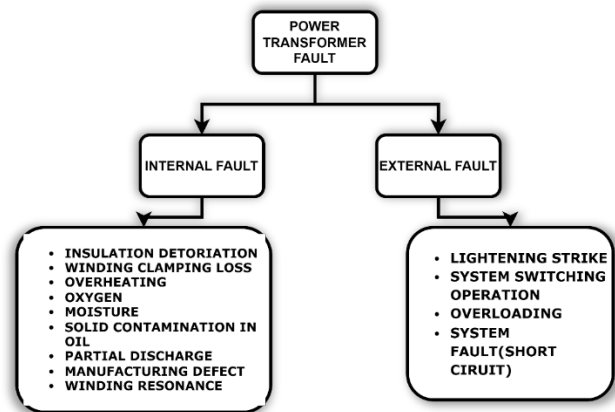 POWER
TRANSFORMER
FAULT
INTERNAL FAULT
EXTERNAL FAULT
• INSULATION DETORIATION
• WINDING CLAMPING LOSS
• OVERHEATING
• OXYGEN
• MOISTURE
• SOLID CONTAMINATION IN
OIL
• PARTIAL DISCHARGE
• MANUFACTURING DEFECT
• WINDING RESONANCE
• LIGHTENING STRIKE
• SYSTEM SWITCHING
OPERATION
• OVERLOADING
• SYSTEM
FAULT(SHORT
CIRUIT)